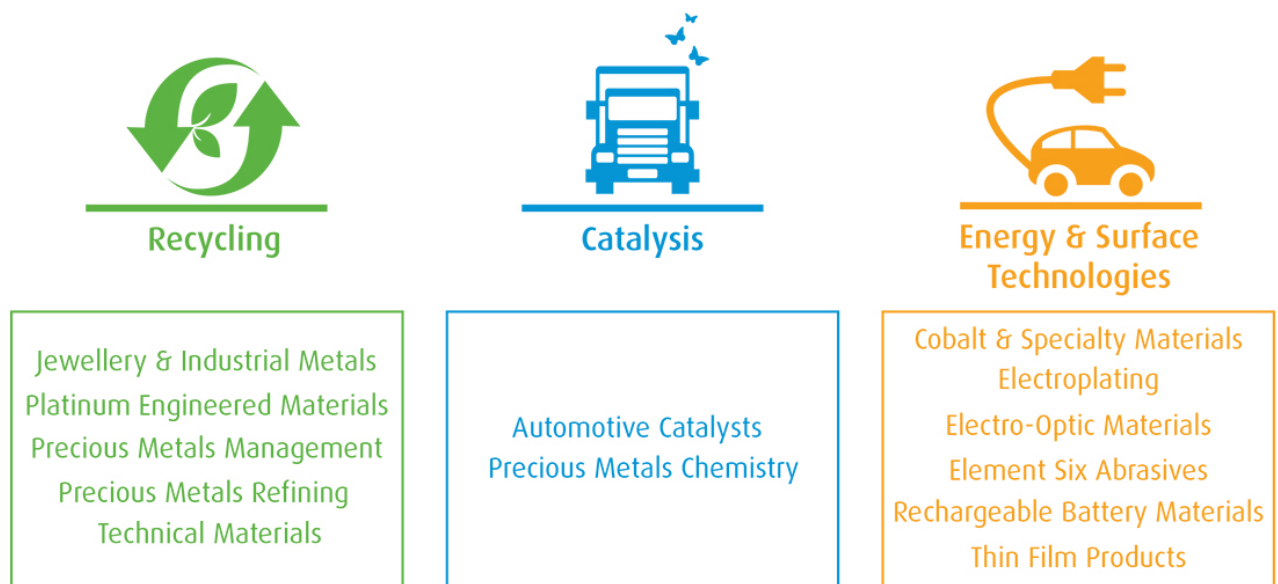 Recycling
Jewellery & Industrial Metals
Platinum Engineered Materials
Precious Metals Management
Precious Metals Refining
Technical Materials
Catalysis
Automotive Catalysts
Precious Metals Chemistry
Energy & Surface
Technologies
Cobalt & Specialty Materials
Electroplating
Electro-Optic Materials
Element Six Abrasives
Rechargeable Battery Materials
Thin Film Products